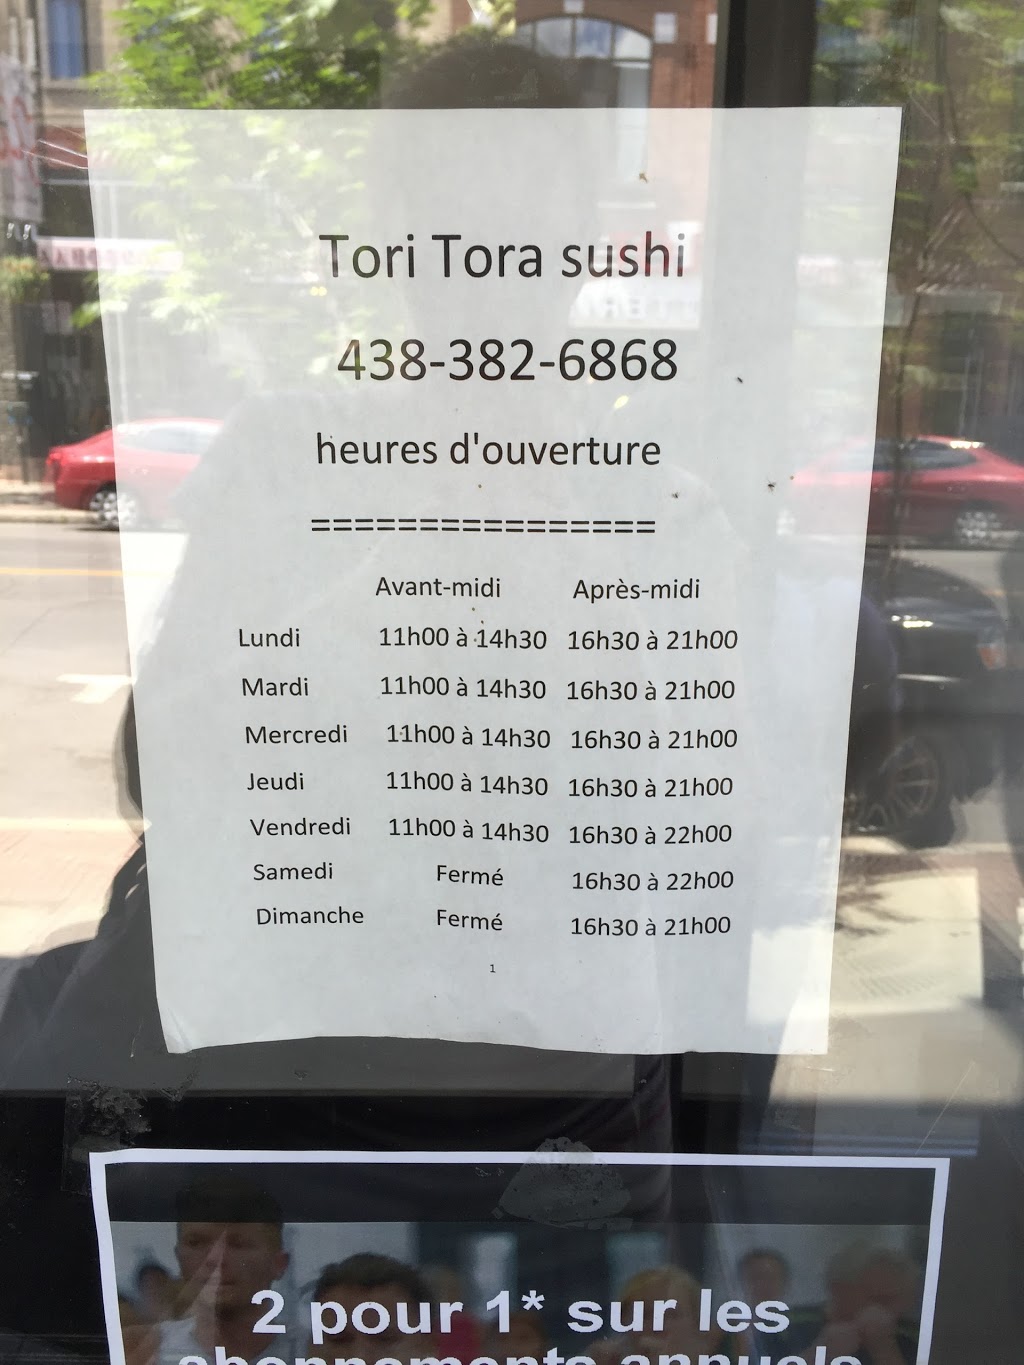 Tori Tora sushi
438-382-6868
heures d'ouverture
================
Avant-midi Après-midi
Lundi 11h00 à 14h30 16h30 à 21h00
Mardi 11h00 à 14h30 16h30 à 21h00
Mercredi 11h00 à 14h30 16h30 à 21h00
Jeudi 11h00 à 14h30 16h30 à 21h00
Vendredi 11h00 à 14h30 16h30 à 22h00
Samedi Fermé 16h30 à 22h00
Dimanche Fermé 16h30 à 21h00
1
2 pour 1* sur les
abonnements annuels